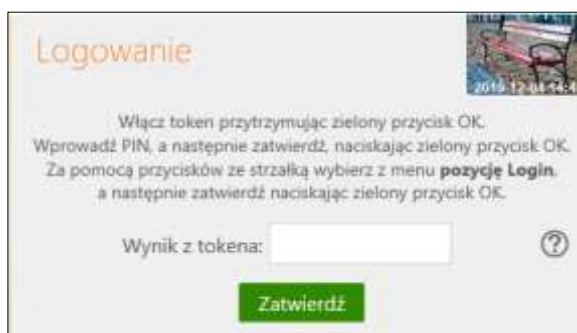 Logowanie
Włącz token przytrzymując zielony przycisk OK.
Wprowadź PIN, a następnie zatwierdź, naciskając zielony przycisk OK.
Za pomocą przycisków ze strzałką wybierz z menu pozycję Login,
a następnie zatwierdź naciskając zielony przycisk OK.
Wynik z tokena:
Zatwierdź